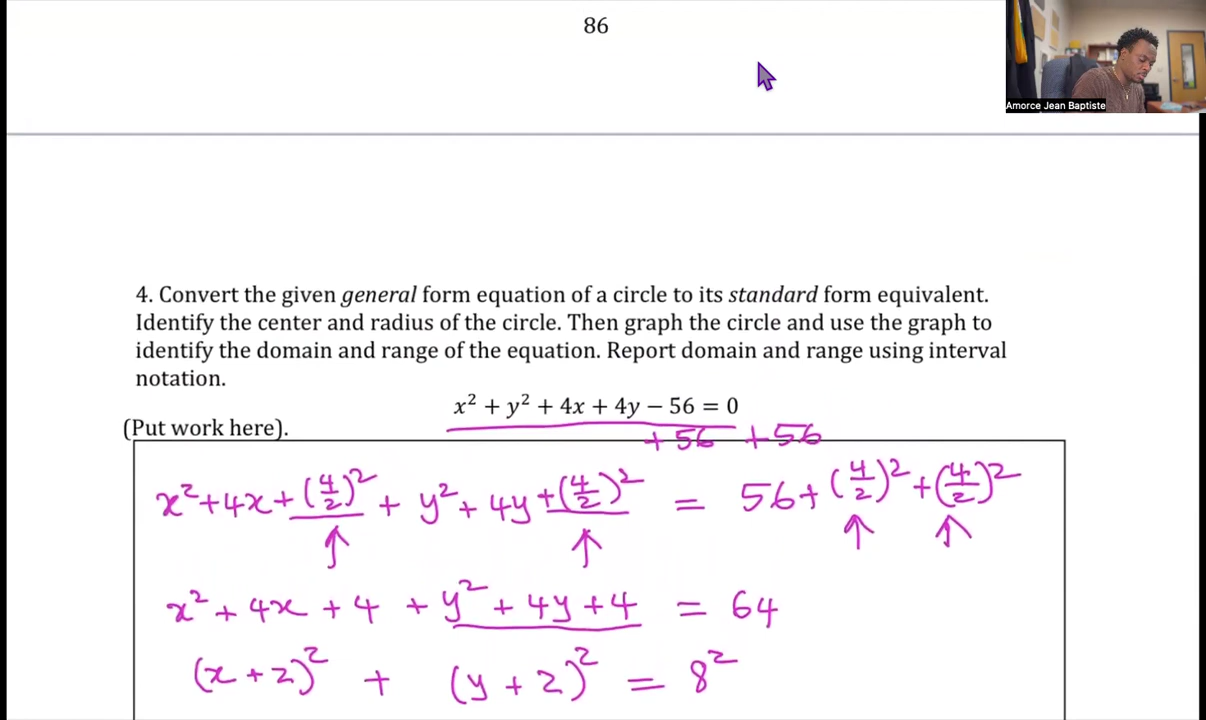 86
Amorce Jean Baptiste
4. Convert the given general form equation of a circle to its standard form equivalent.
Identify the center and radius of the circle. Then graph the circle and use the graph to
identify the domain and range of the equation. Report domain and range using interval
notation.
x² + y² + 4x + 4y − 56 = 0
+56 +56
(Put work here).
x²+4x+(4/2)² + y²+4y+(4/2)² = 56+(4/2)²+(4/2)²
x²+4x+4 + y²+4y+4 = 64
(x+2)² + (y+2)² = 8²